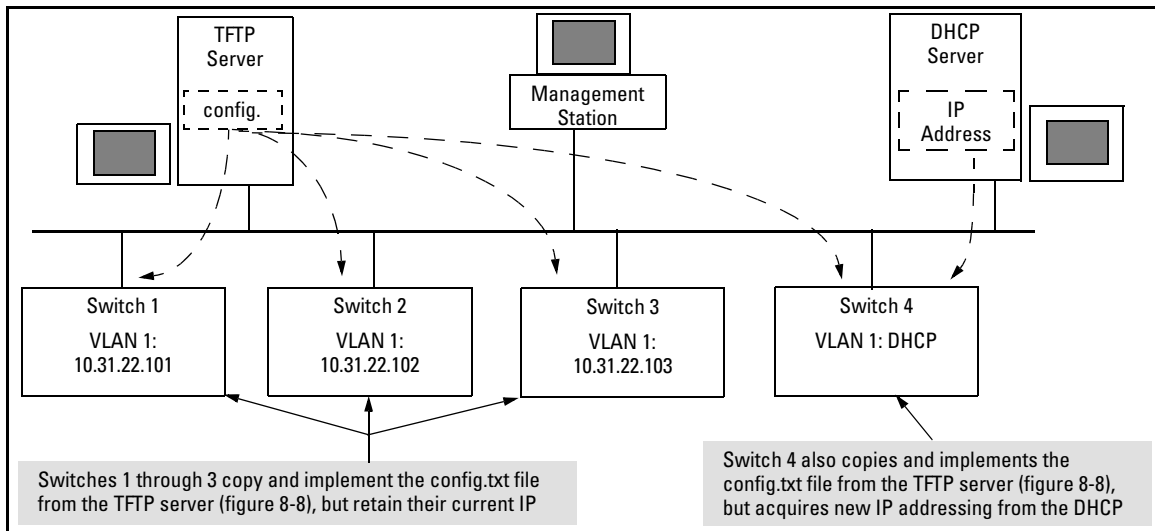 TFTP
Server
config.
Management
Station
DHCP
Server
IP
Address
Switch 1
VLAN 1:
10.31.22.101
Switch 2
VLAN 1:
10.31.22.102
Switch 3
VLAN 1:
10.31.22.103
Switch 4
VLAN 1: DHCP
Switches 1 through 3 copy and implement the config.txt file
from the TFTP server (figure 8-8), but retain their current IP
Switch 4 also copies and implements the
config.txt file from the TFTP server (figure 8-8),
but acquires new IP addressing from the DHCP